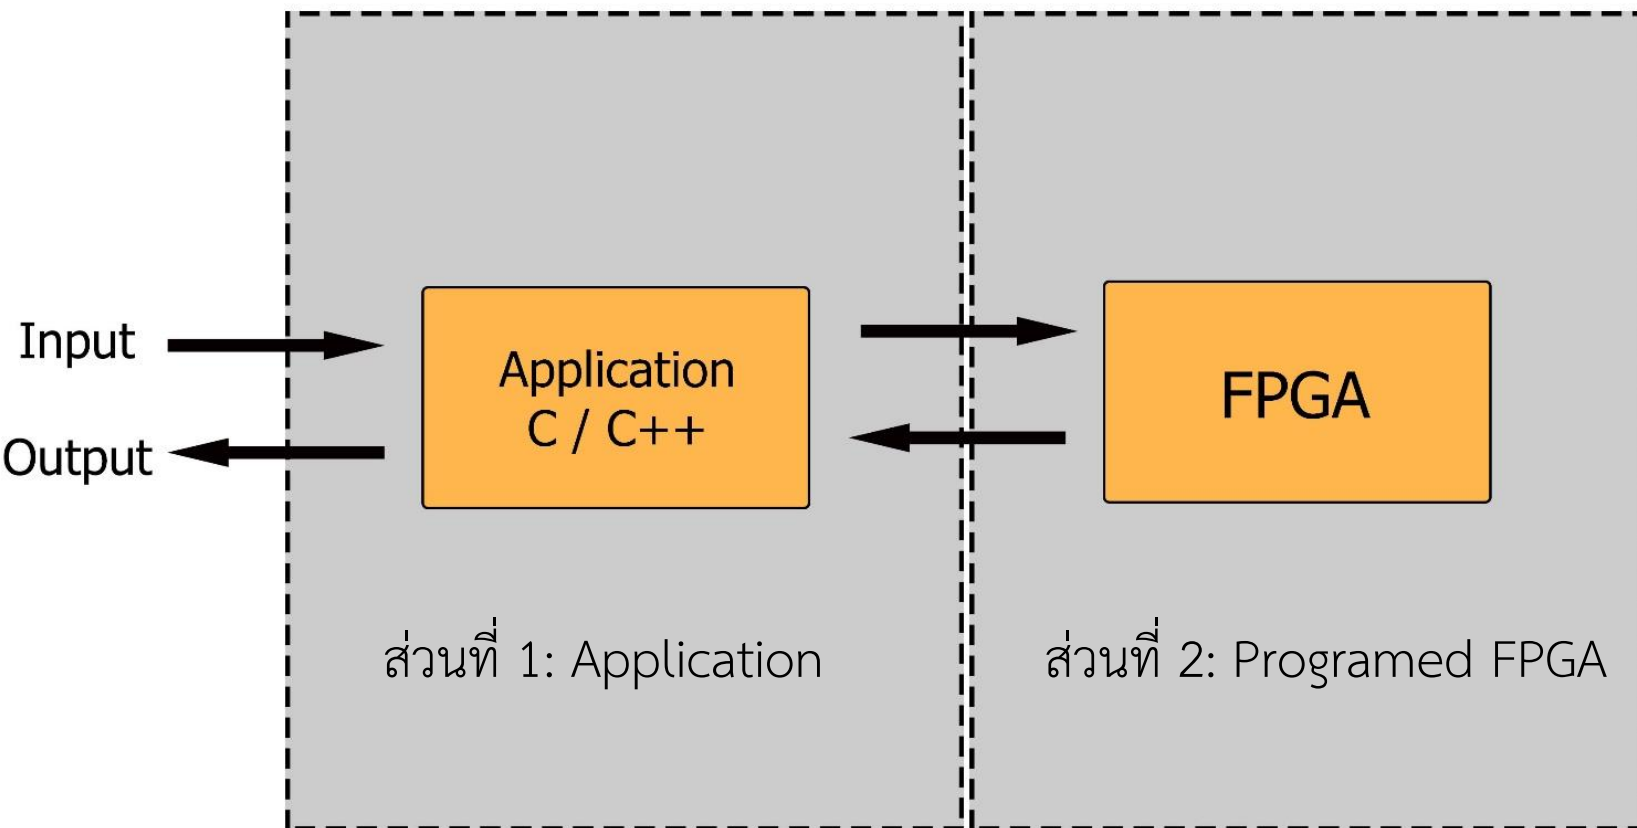 Input
Output
Application
C / C++
FPGA
ส่วนที่ 1: Application
ส่วนที่ 2: Programed FPGA